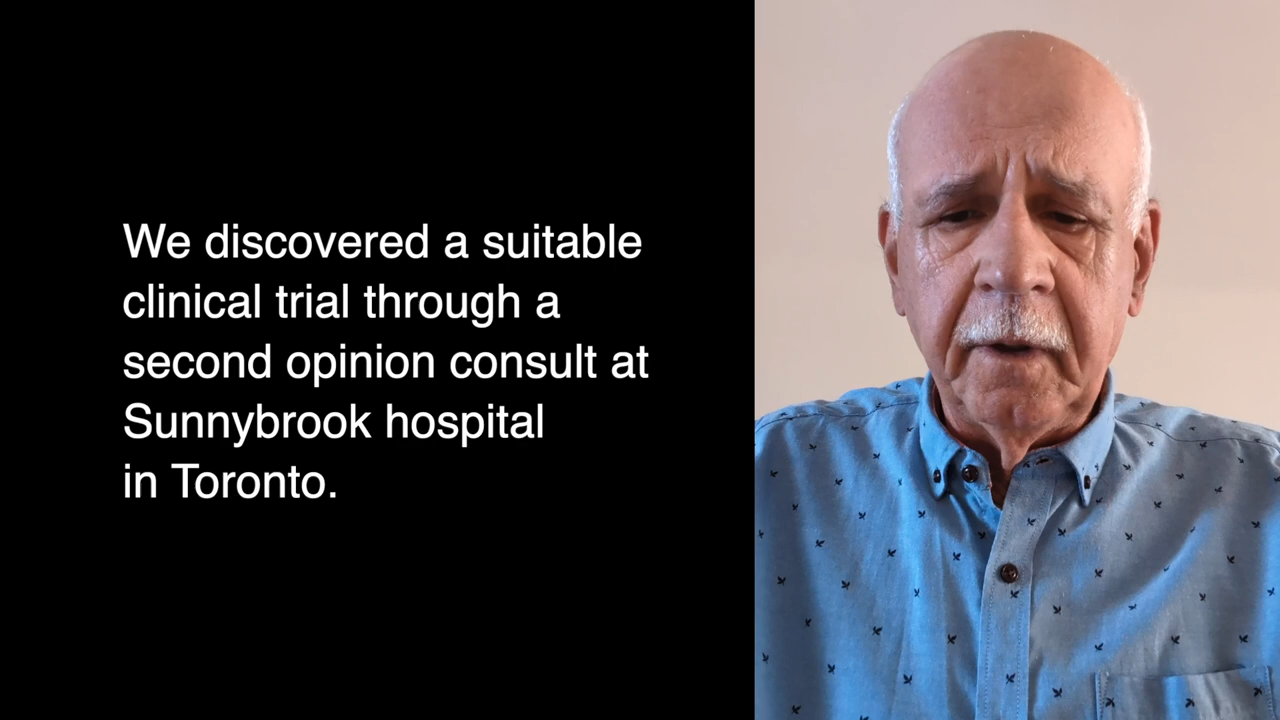 We discovered a suitable
clinical trial through a
second opinion consult at
Sunnybrook hospital
in Toronto.